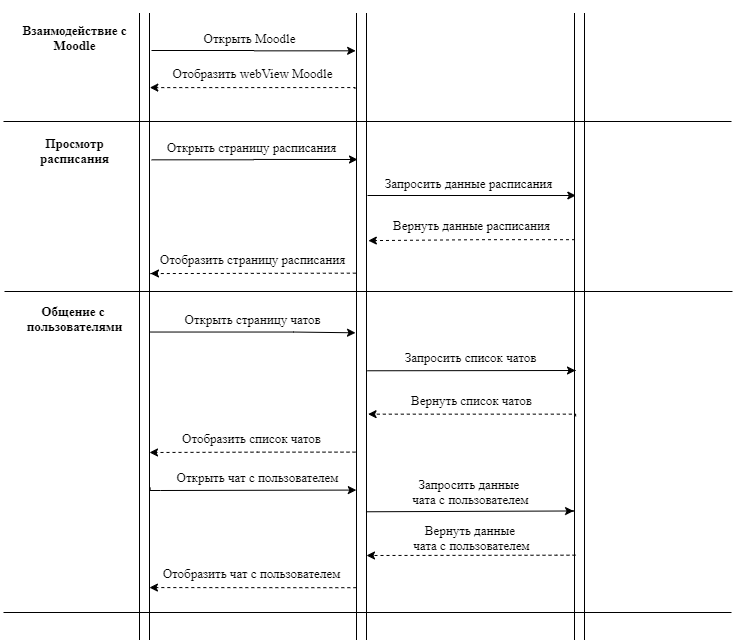 Взаимодействие с
Moodle
Открыть Moodle
Отобразить webView Moodle
Просмотр
расписания
Открыть страницу расписания
Запросить данные расписания
Вернуть данные расписания
Отобразить страницу расписания
Общение с
пользователями
Открыть страницу чатов
Запросить список чатов
Вернуть список чатов
Отобразить список чатов
Открыть чат с пользователем
Запросить данные
чата с пользователем
Вернуть данные
чата с пользователем
Отобразить чат с пользователем